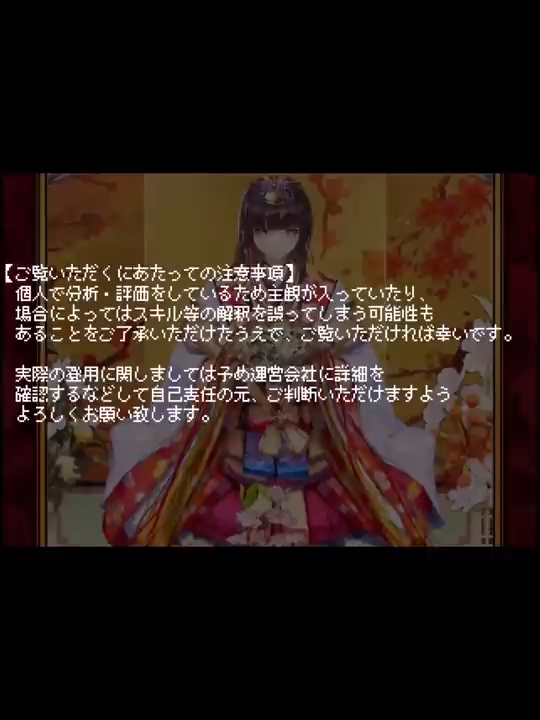 【ご覧いただくにあたっての注意事項】
個人で分析・評価をしているため主観が入っていたり、
場合によってはスキル等の解釈を誤ってしまう可能性も
あることをご了承いただけたうえで、ご覧いただければ幸いです。
実際の登用に関しましては予め運営会社に詳細を
確認するなどして自己責任の元、ご判断いただけますよう
よろしくお願い致します。